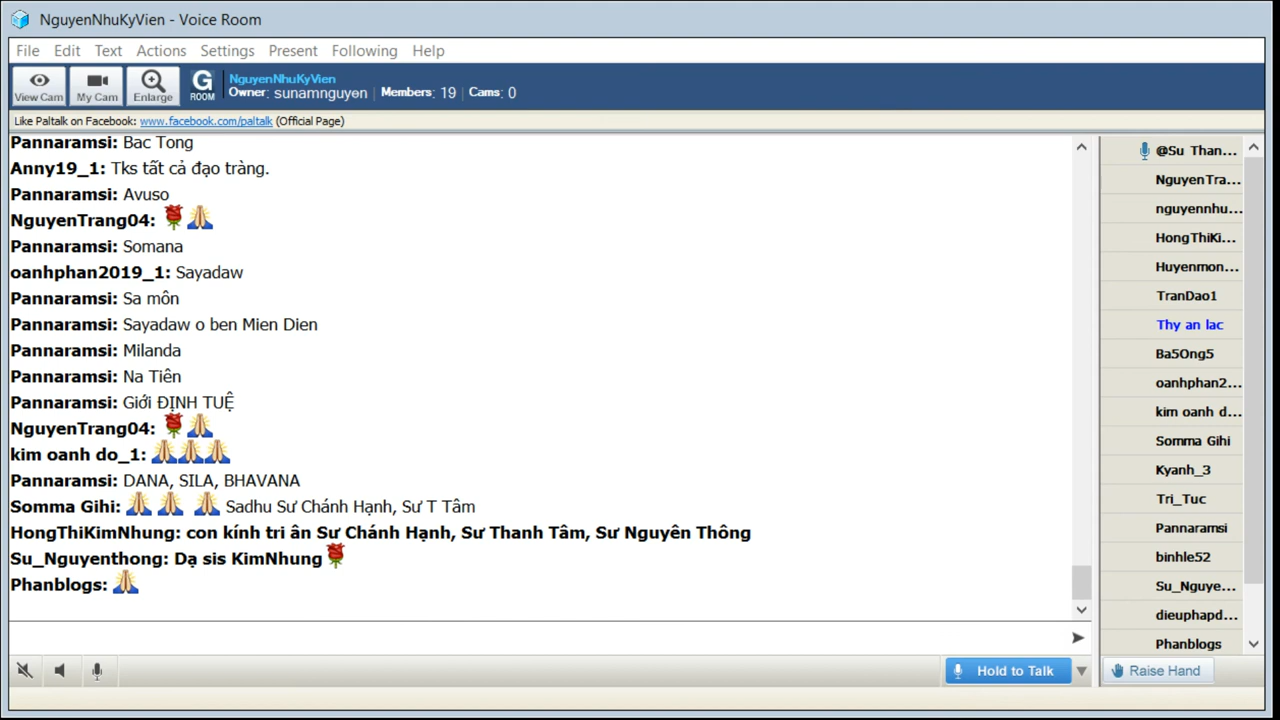 NguyenNhuKyVien - Voice Room
File Edit Text Actions Settings Present Following Help
View Cam My Cam Enlarge G ROOM
NguyenNhuKyVien
Owner: sunamnguyen | Members: 19 | Cams: 0
Like Paltalk on Facebook: www.facebook.com/paltalk (Official Page)
Pannaramsi: Bac Tong
Anny19_1: Tks tất cả đạo tràng.
Pannaramsi: Avuso
NguyenTrang04:
Pannaramsi: Somana
oanhphan2019_1: Sayadaw
Pannaramsi: Sa môn
Pannaramsi: Sayadaw o ben Mien Dien
Pannaramsi: Milanda
Pannaramsi: Na Tiên
Pannaramsi: Giới ĐỊNH TUỆ
NguyenTrang04:
kim oanh do_1:
Pannaramsi: DANA, SILA, BHAVANA
Somma Gihi: Sadhu Sư Chánh Hạnh, Sư T Tâm
HongThiKimNhung: con kính tri ân Sư Chánh Hạnh, Sư Thanh Tâm, Sư Nguyên Thông
Su_Nguyenthong: Dạ sis KimNhung
Phanblogs:
@Su Than...
NguyenTra...
nguyennhu...
HongThiKi...
Huyenmon...
TranDao1
Thy an lac
Ba5Ong5
oanhphan2...
kim oanh d...
Somma Gihi
Kyanh_3
Tri_Tuc
Pannaramsi
binhle52
Su_Nguye...
dieuphapd...
Phanblogs
Hold to Talk
Raise Hand